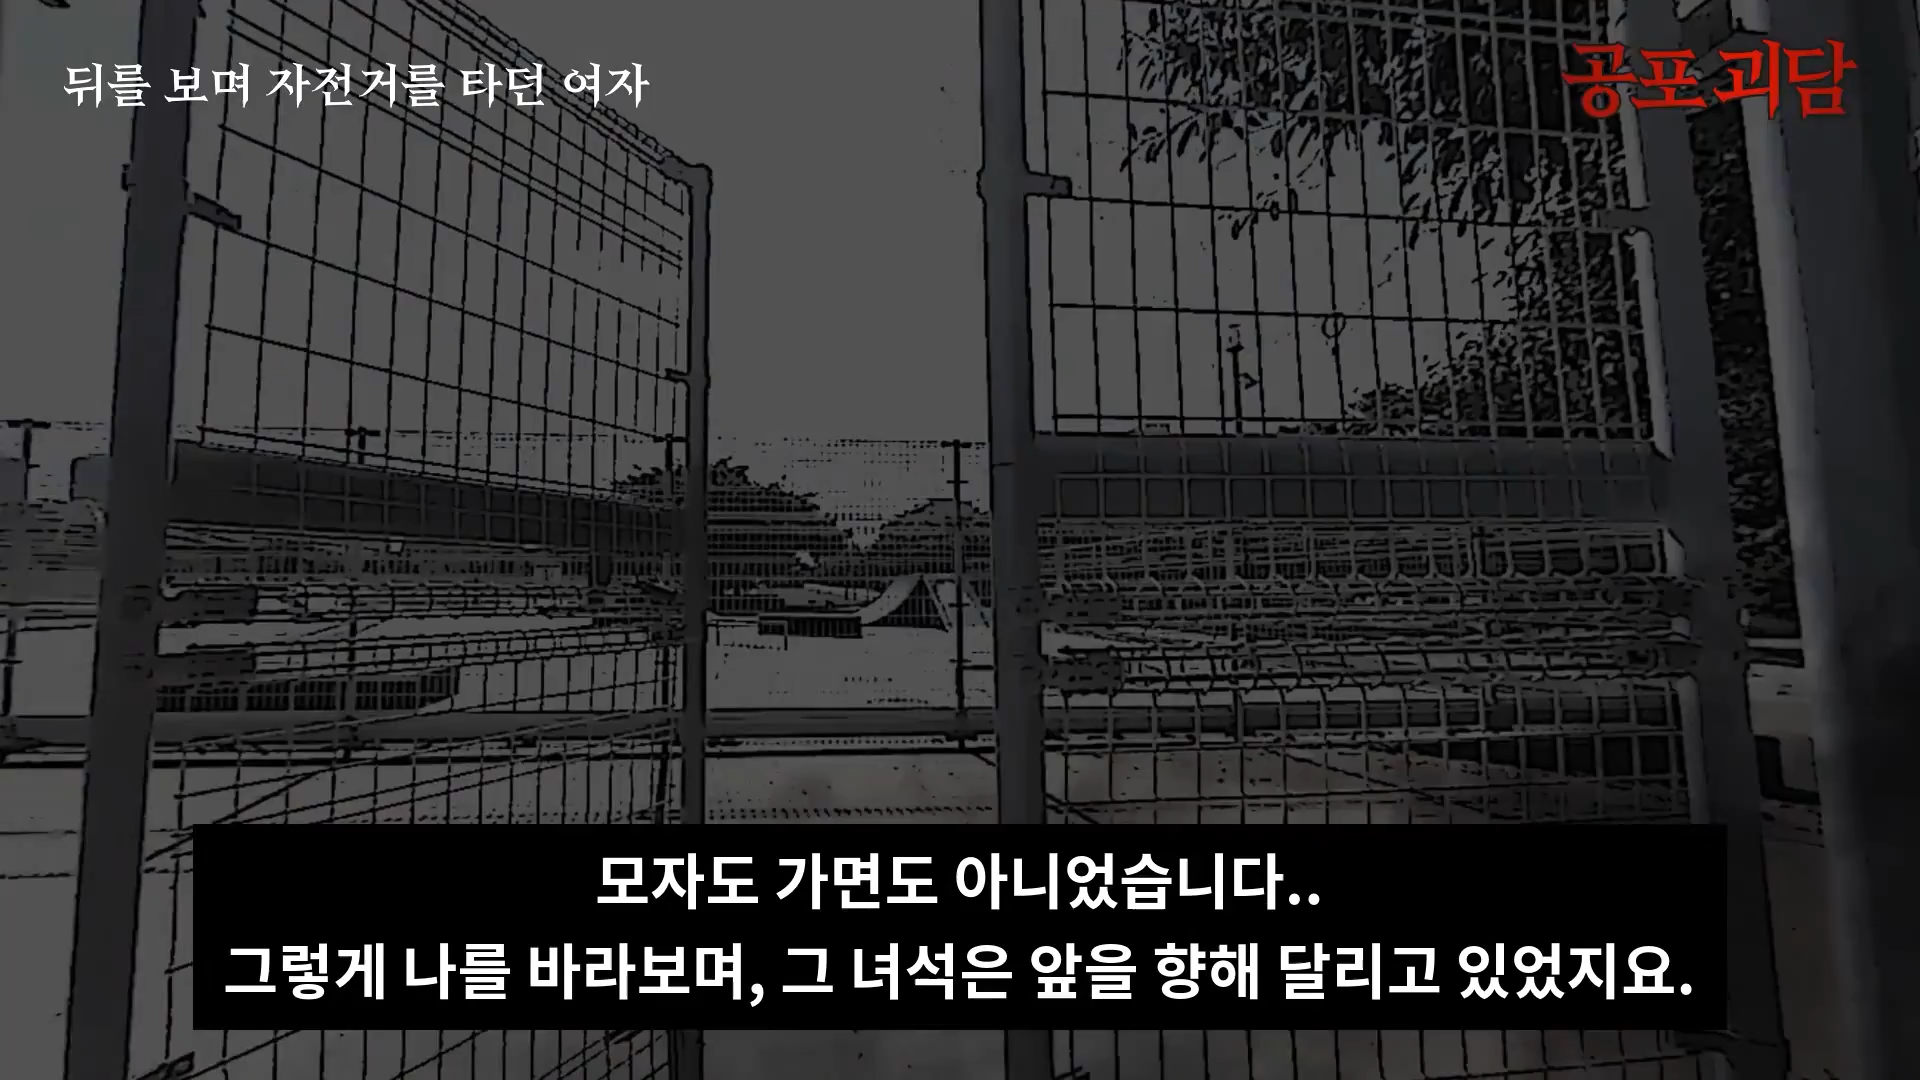 뒤를 보며 자전거를 타던 여자
공포 괴담
모자도 가면도 아니었습니다..
그렇게 나를 바라보며, 그 녀석은 앞을 향해 달리고 있었지요.